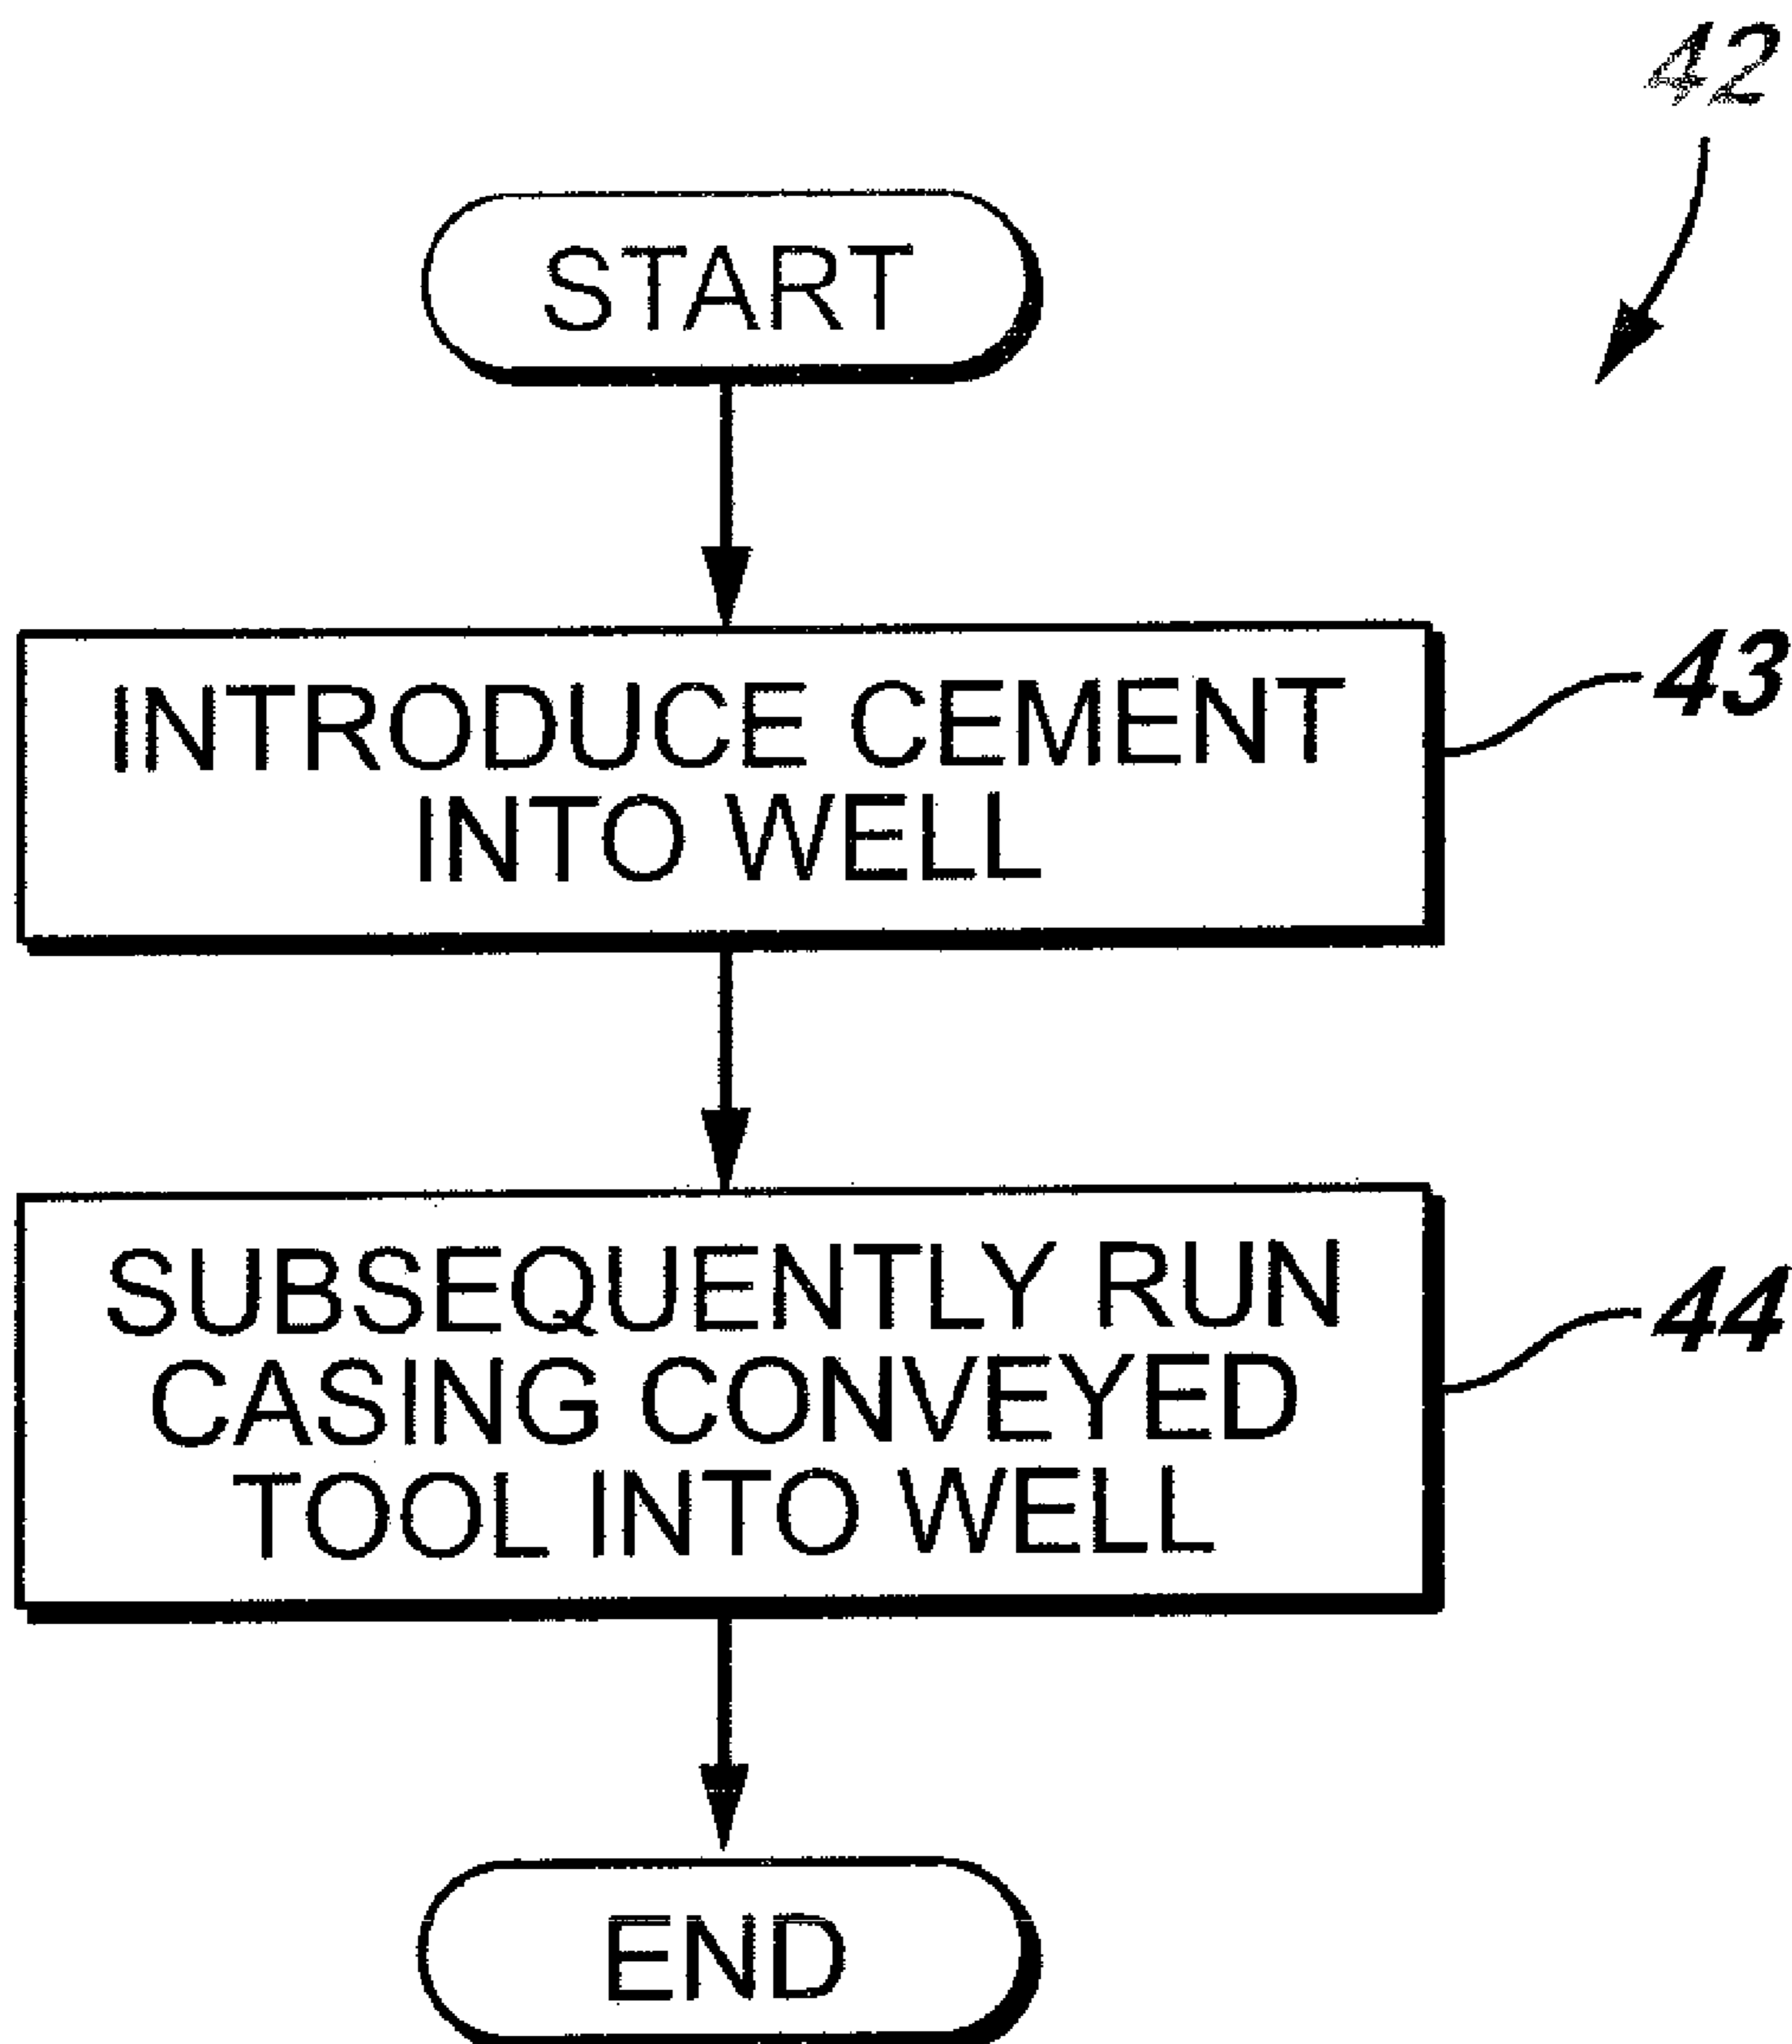 42
START
INTRODUCE CEMENT
INTO WELL
43
SUBSEQUENTLY RUN
CASING CONVEYED
TOOL INTO WELL
44
END